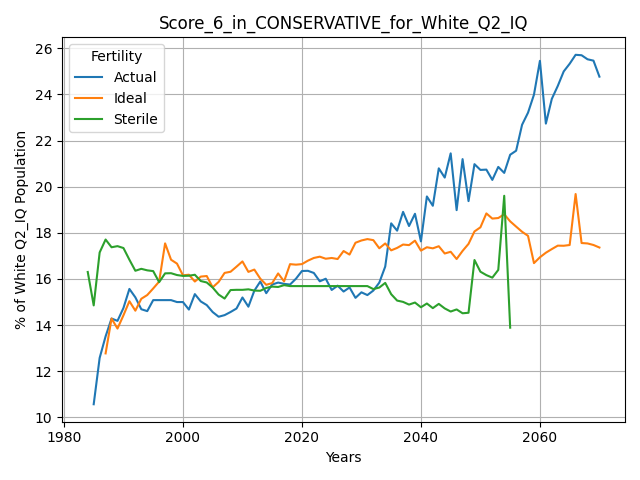 Score_6_in_CONSERVATIVE_for_White_Q2_IQ
Fertility
Actual
Ideal
Sterile
% of White Q2_IQ Population
26
24
22
20
18
16
14
12
10
1980
2000
2020
2040
2060
Years